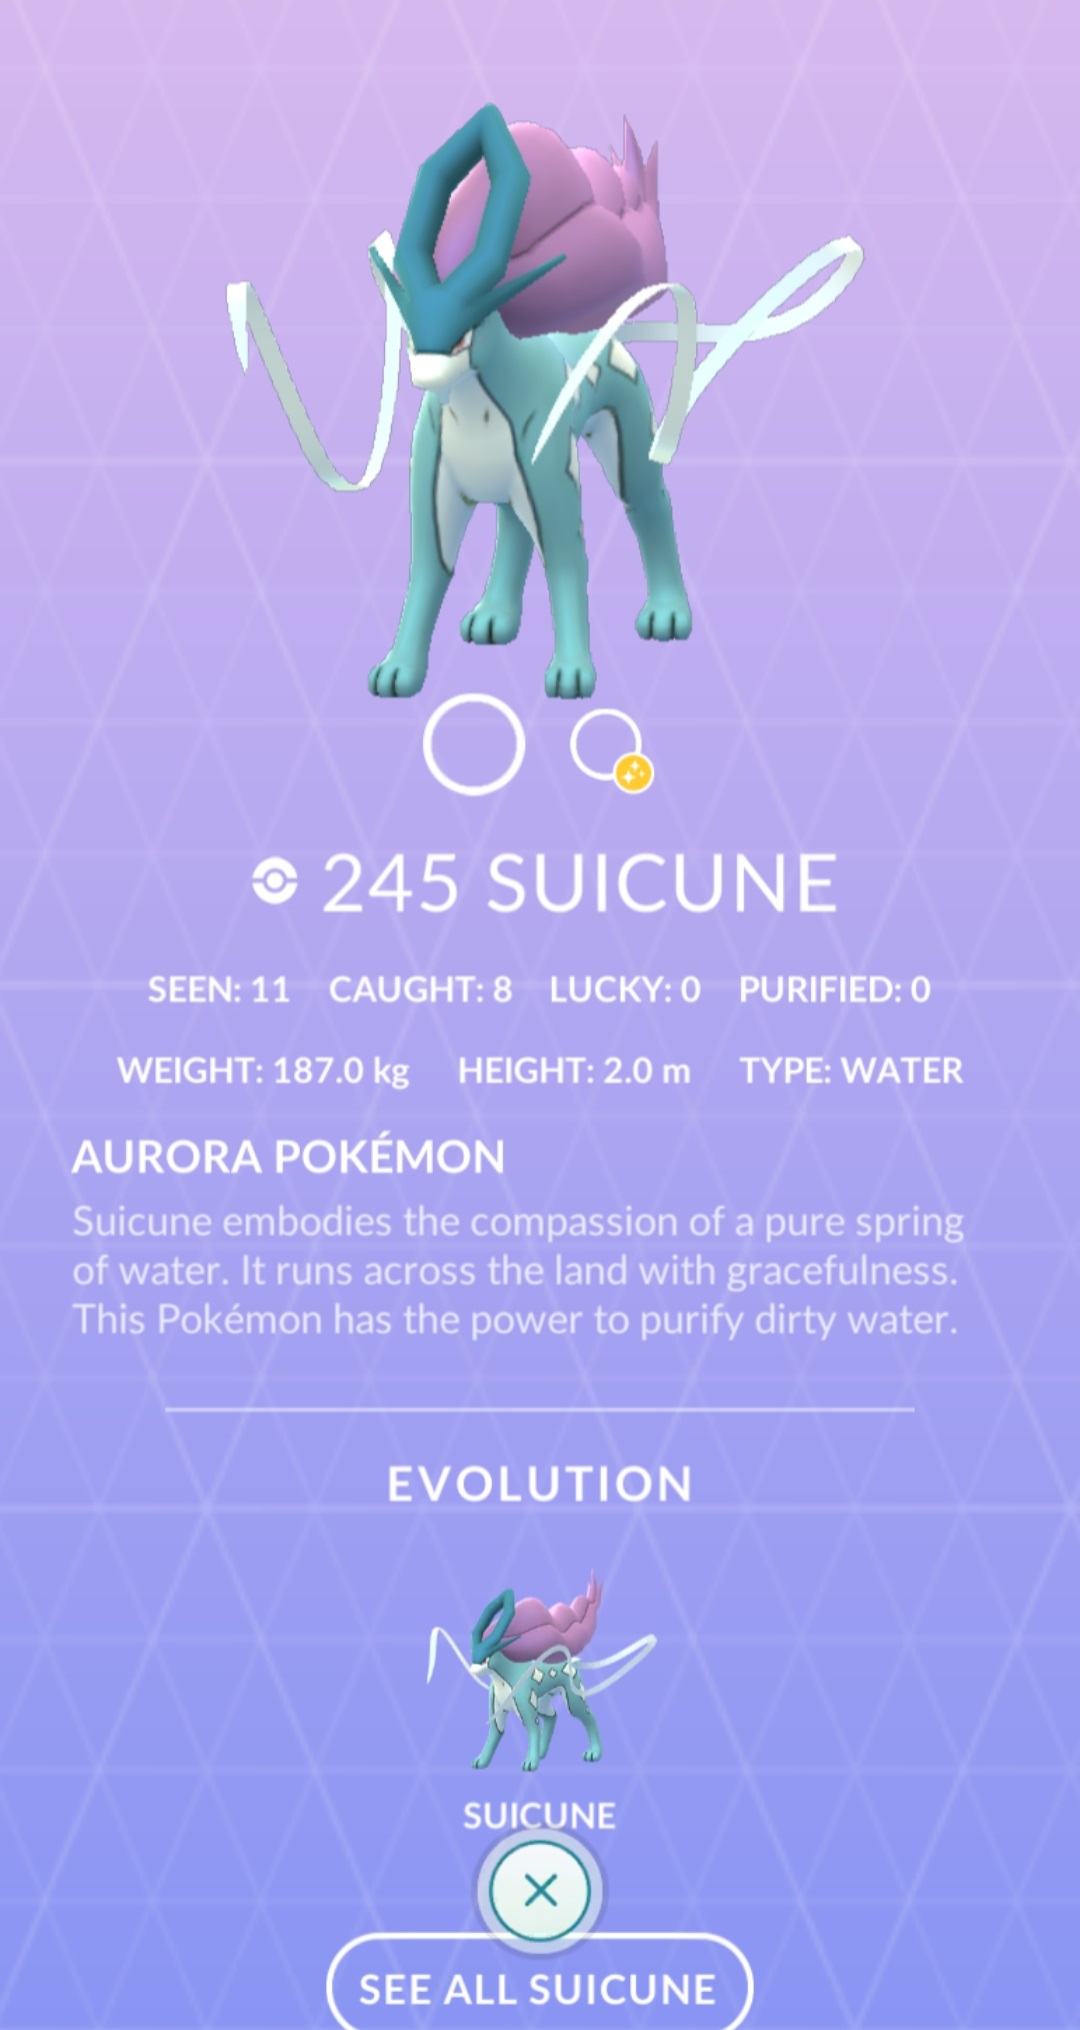 245 SUICUNE
SEEN: 11 CAUGHT: 8 LUCKY: 0 PURIFIED: 0
WEIGHT: 187.0 kg HEIGHT: 2.0 m TYPE: WATER
AURORA POKÉMON
Suicune embodies the compassion of a pure spring
of water. It runs across the land with gracefulness.
This Pokémon has the power to purify dirty water.
EVOLUTION
SUICUNE
SEE ALL SUICUNE